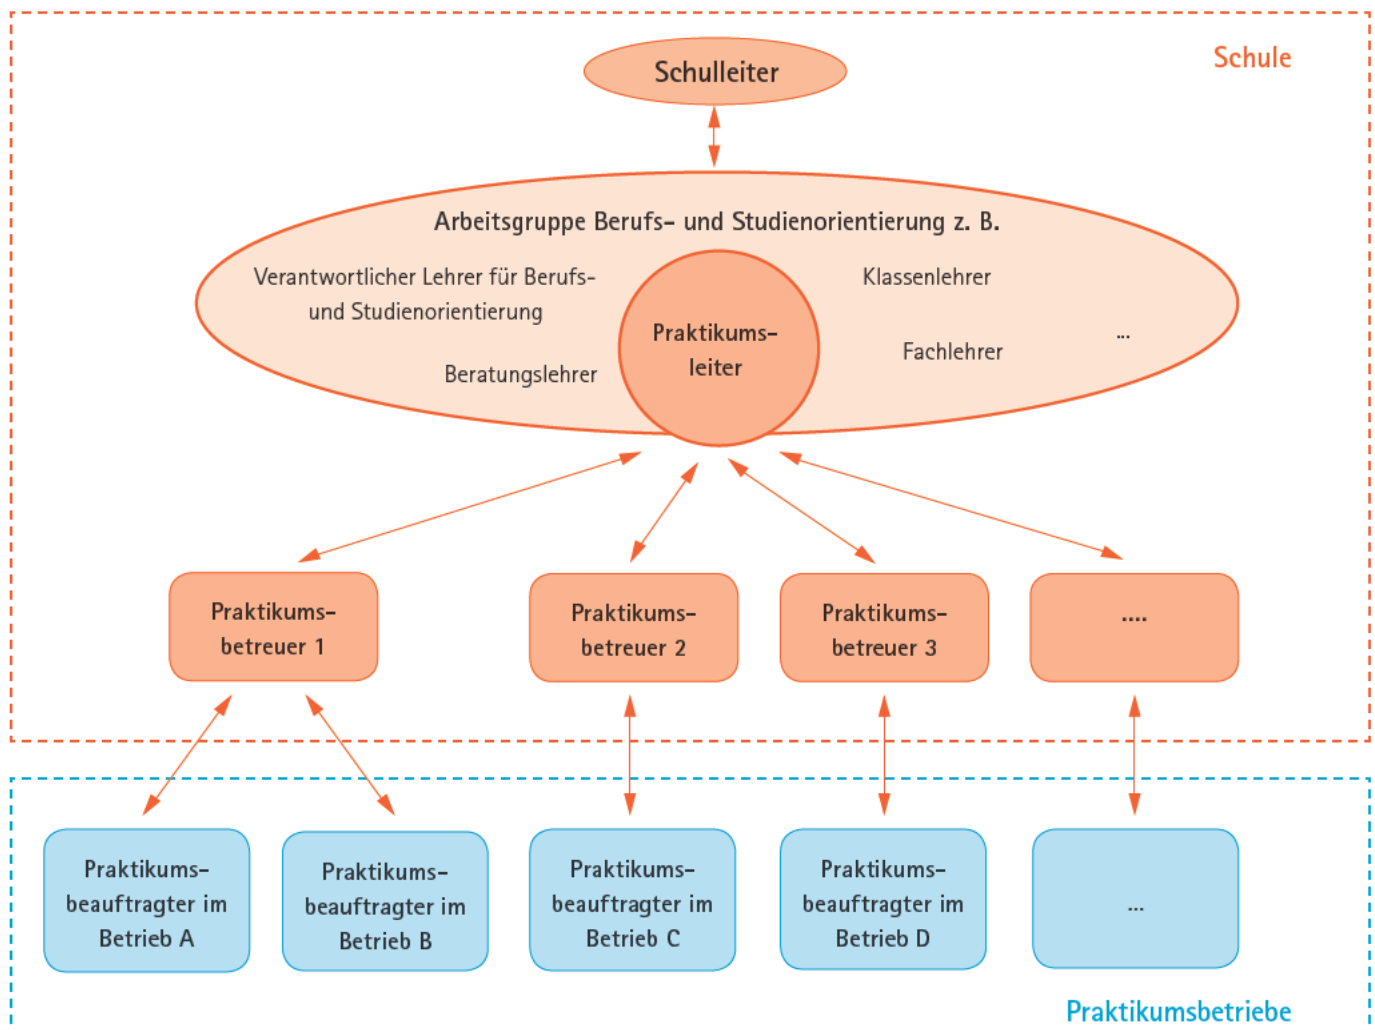 Schule
Schulleiter
Arbeitsgruppe Berufs- und Studienorientierung z. B.
Verantwortlicher Lehrer für Berufs-
und Studienorientierung
Beratungslehrer
Praktikums-
leiter
Klassenlehrer
Fachlehrer
...
Praktikums-
betreuer 1
Praktikums-
betreuer 2
Praktikums-
betreuer 3
....
Praktikums-
beauftragter im
Betrieb A
Praktikums-
beauftragter im
Betrieb B
Praktikums-
beauftragter im
Betrieb C
Praktikums-
beauftragter im
Betrieb D
...
Praktikumsbetriebe